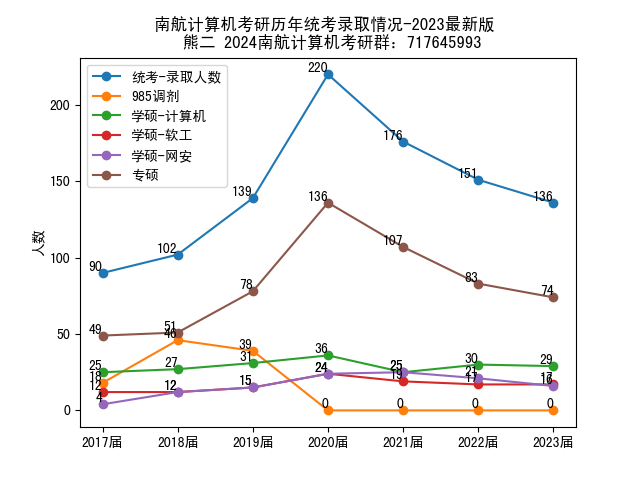 南航计算机考研历年统考录取情况-2023最新版
熊二 2024南航计算机考研群：717645993
统考-录取人数
985调剂
学硕-计算机
学硕-软工
学硕-网安
专硕
人数
200
150
100
50
0
90 102 139 220 176 151 136
49 51 78 136 107 83 74
18 46 39 0 0 0 0
25 27 31 36 25 30 29
12 12 15 24 19 17 17
4 12 15 24 25 21 16
2017届 2018届 2019届 2020届 2021届 2022届 2023届